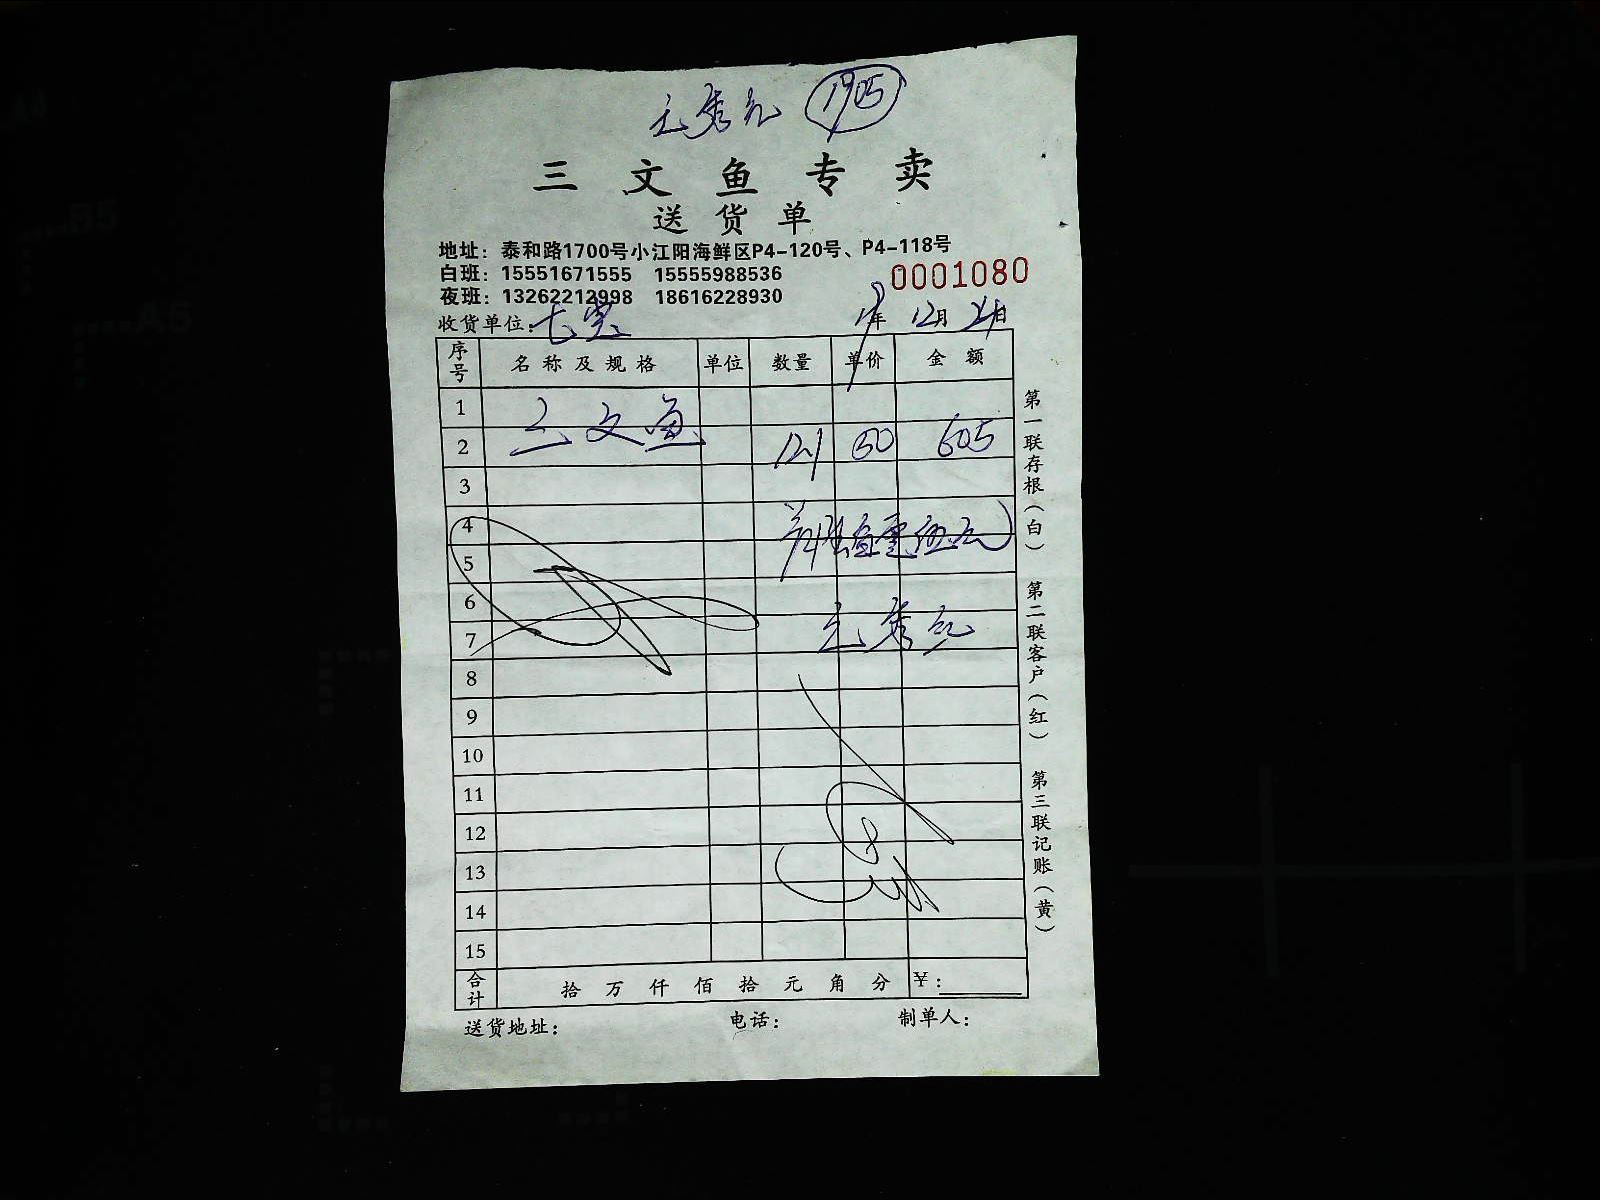 1905
三文鱼专卖
送货单
地址：泰和路1700号小江阳海鲜区P4-120号、P4-118号
白班：15551671555 15555988536
0001080
夜班：13262212998 18616228930
收货单位：
年 12月 日
序号 名称及规格 单位 数量 单价 金额
1
2 三文鱼 121 50 605
3
4
5
6
7
8
9
10
11
12
13
14
15
合计 拾万仟佰拾元角分 ¥：
送货地址： 电话： 制单人：
第一联存根（白） 第二联客户（红） 第三联记账（黄）